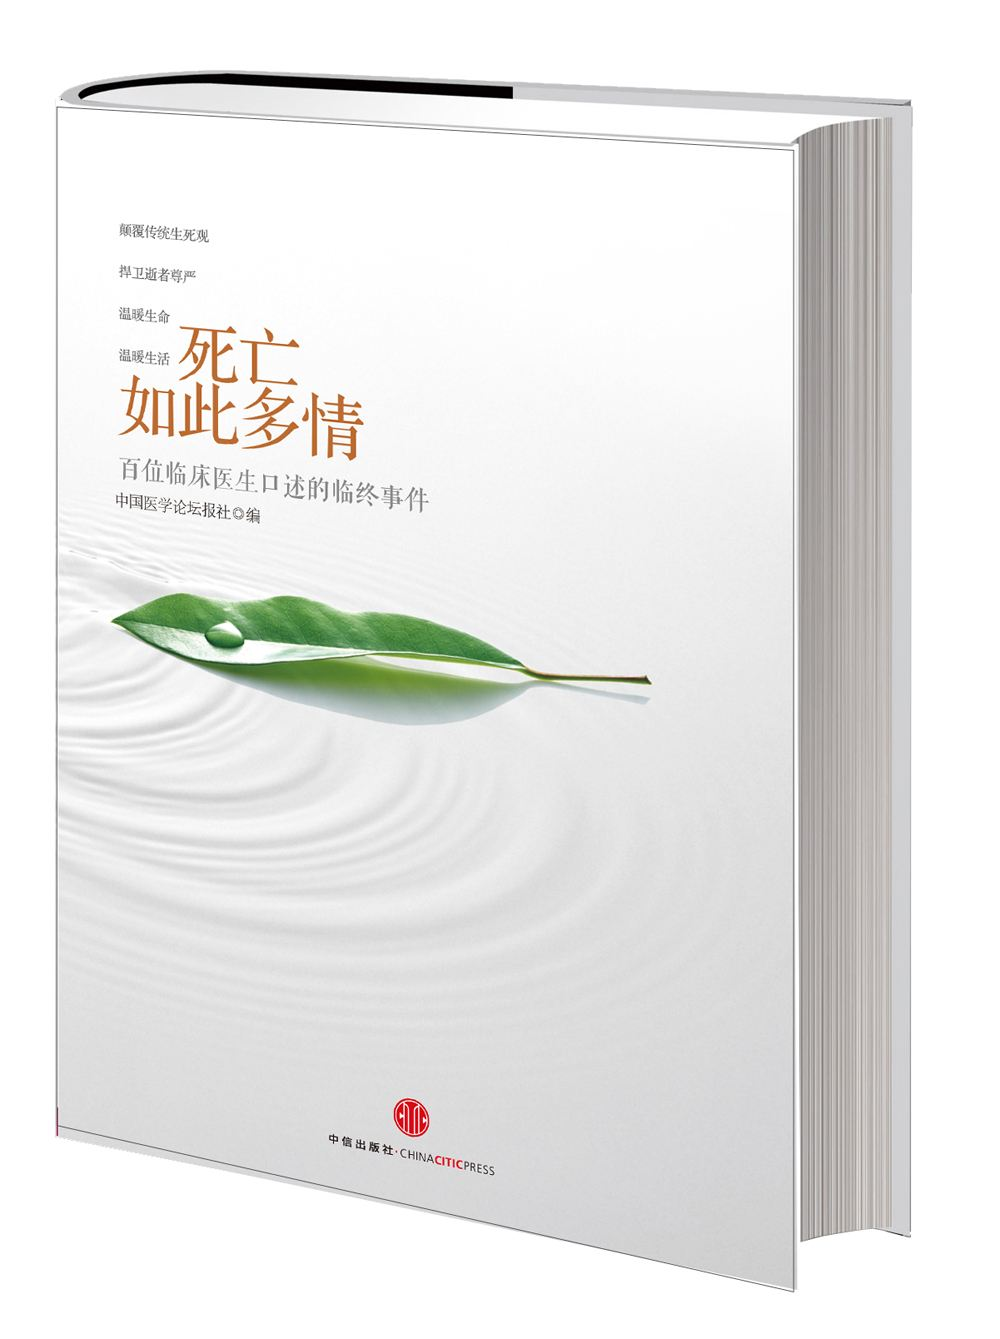 颠覆传统生死观
捍卫逝者尊严
温暖生命
温暖生活
死亡
如此多情
百位临床医生口述的临终事件
中国医学论坛报社◎编
中信出版社·CHINACITICPRESS